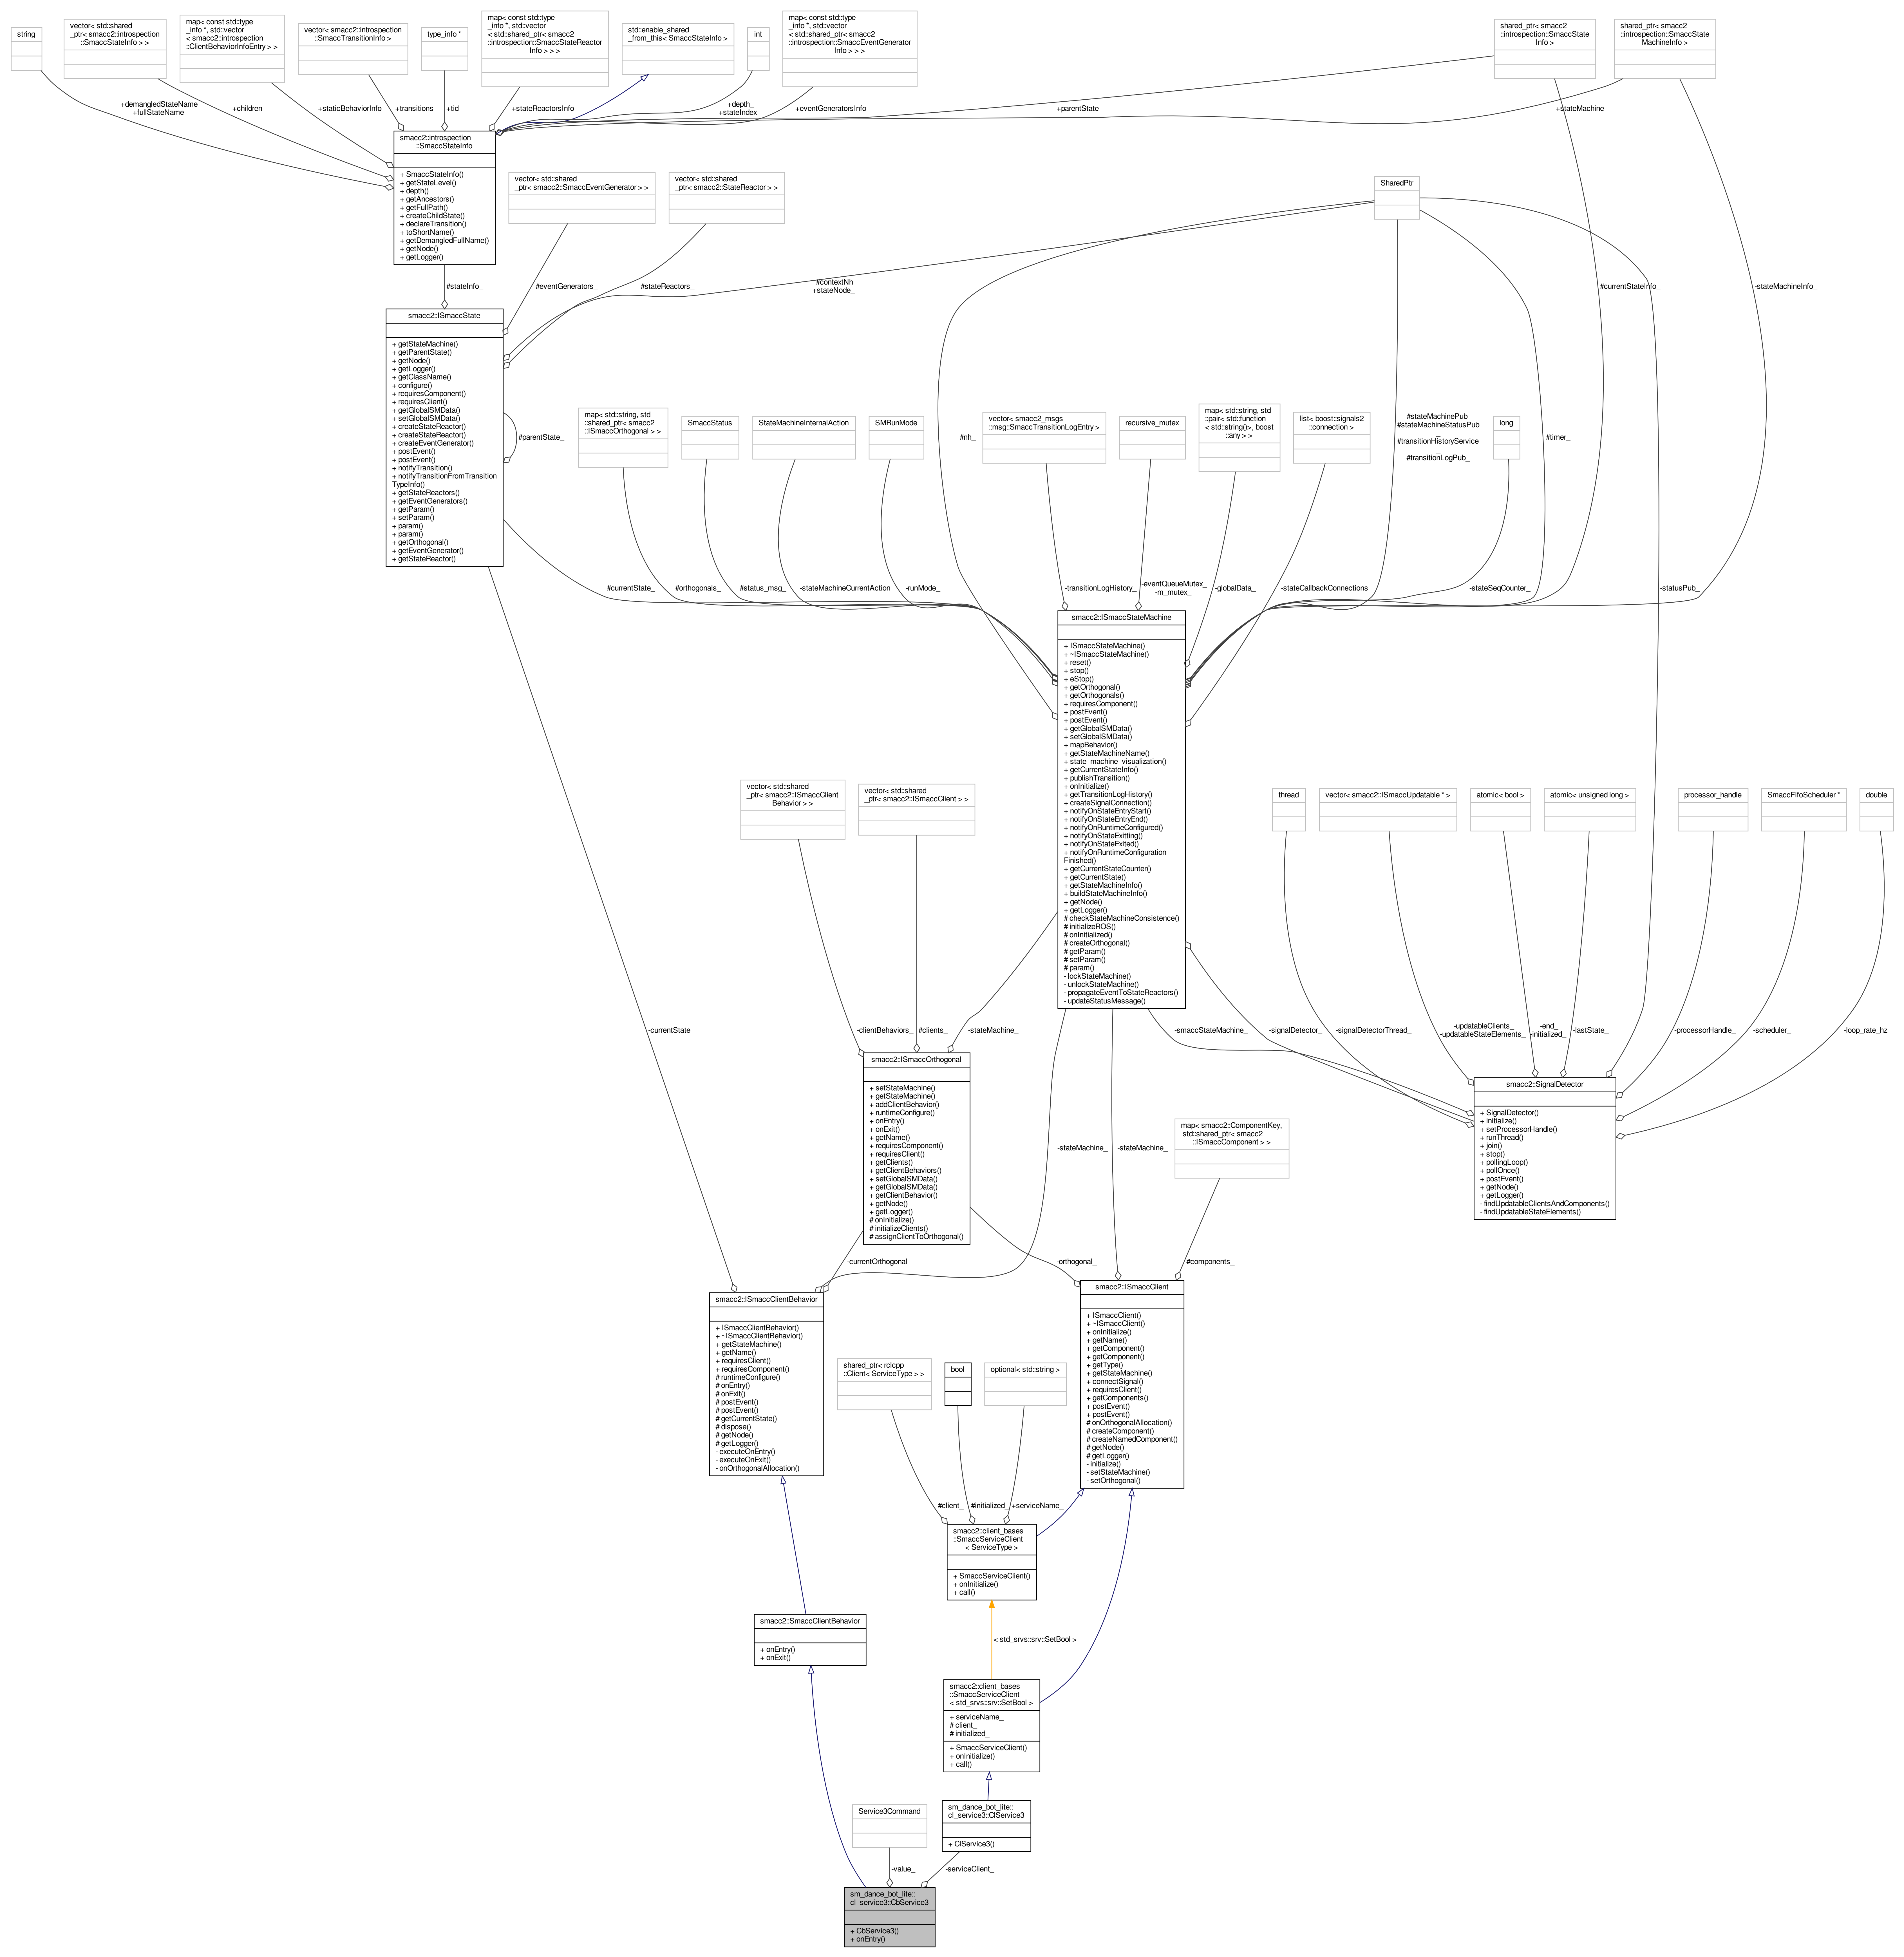 string
vector< std::shared
_ptr< smacc2::introspection
::SmaccStateInfo > >
map< const std::type
_info *, std::vector
< smacc2::introspection
::ClientBehaviorInfoEntry > >
vector< smacc2::introspection
::SmaccTransitionInfo >
type_info *
map< const std::type
_info *, std::vector
< std::shared_ptr< smacc2
::introspection::SmaccStateReactor
Info > > >
std::enable_shared
_from_this< SmaccStateInfo >
int
map< const std::type
_info *, std::vector
< std::shared_ptr< smacc2
::introspection::SmaccEventGenerator
Info > > >
shared_ptr< smacc2
::introspection::SmaccState
Info >
shared_ptr< smacc2
::introspection::SmaccState
MachineInfo >
+demangledStateName
+fullStateName
+children_
+staticBehaviorInfo
+transitions_
+tid_
+stateReactorsInfo
+depth_
+stateIndex_
+eventGeneratorsInfo
+parentState_
+stateMachine_
smacc2::introspection
::SmaccStateInfo
+ SmaccStateInfo()
+ getStateLevel()
+ depth()
+ getAncestors()
+ getFullPath()
+ createChildState()
+ declareTransition()
+ toShortName()
+ getDemangledFullName()
+ getNode()
+ getLogger()
vector< std::shared
_ptr< smacc2::SmaccEventGenerator > >
vector< std::shared
_ptr< smacc2::StateReactor > >
SharedPtr
#stateInfo_
#eventGenerators_
#stateReactors_
#contextNh
+stateNode_
#currentStateInfo_
-stateMachineInfo_
smacc2::ISmaccState
+ getStateMachine()
+ getParentState()
+ getNode()
+ getLogger()
+ getClassName()
+ configure()
+ requiresComponent()
+ requiresClient()
+ getGlobalSMData()
+ setGlobalSMData()
+ createStateReactor()
+ createStateReactor()
+ createEventGenerator()
+ postEvent()
+ postEvent()
+ notifyTransition()
+ notifyTransitionFromTransition
TypeInfo()
+ getStateReactors()
+ getEventGenerators()
+ getParam()
+ setParam()
+ param()
+ param()
+ getOrthogonal()
+ getEventGenerator()
+ getStateReactor()
#parentState_
map< std::string, std
::shared_ptr< smacc2
::ISmaccOrthogonal > >
SmaccStatus
StateMachineInternalAction
SMRunMode
#nh_
vector< smacc2_msgs
::msg::SmaccTransitionLogEntry >
recursive_mutex
map< std::string, std
::pair< std::function
< std::string()>, boost
::any > >
list< boost::signals2
::connection >
#stateMachinePub_
#stateMachineStatusPub
_
#transitionHistoryService
_
#transitionLogPub_
long
#timer_
#currentState_
#orthogonals_
#status_msg_
-stateMachineCurrentAction
-runMode_
-transitionLogHistory_
-eventQueueMutex_
-m_mutex_
-globalData_
-stateCallbackConnections
-stateSeqCounter_
-statusPub_
smacc2::ISmaccStateMachine
+ ISmaccStateMachine()
+ ~ISmaccStateMachine()
+ reset()
+ stop()
+ eStop()
+ getOrthogonal()
+ getOrthogonals()
+ requiresComponent()
+ postEvent()
+ postEvent()
+ getGlobalSMData()
+ setGlobalSMData()
+ mapBehavior()
+ getStateMachineName()
+ state_machine_visualization()
+ getCurrentStateInfo()
+ publishTransition()
+ onInitialize()
+ getTransitionLogHistory()
+ createSignalConnection()
+ notifyOnStateEntryStart()
+ notifyOnStateEntryEnd()
+ notifyOnRuntimeConfigured()
+ notifyOnStateExitting()
+ notifyOnStateExited()
+ notifyOnRuntimeConfiguration
Finished()
+ getCurrentStateCounter()
+ getCurrentState()
+ getStateMachineInfo()
+ buildStateMachineInfo()
+ getNode()
+ getLogger()
# checkStateMachineConsistence()
# initializeROS()
# onInitialized()
# createOrthogonal()
# getParam()
# setParam()
# param()
- lockStateMachine()
- unlockStateMachine()
- propagateEventToStateReactors()
- updateStatusMessage()
vector< std::shared
_ptr< smacc2::ISmaccClient
Behavior > >
vector< std::shared
_ptr< smacc2::ISmaccClient > >
thread
vector< smacc2::ISmaccUpdatable * >
atomic< bool >
atomic< unsigned long >
processor_handle
SmaccFifoScheduler *
double
-currentState
-clientBehaviors_
#clients_
-stateMachine_
-smaccStateMachine_
-signalDetector_
-signalDetectorThread_
-updatableClients_
-updatableStateElements_
-end_
-initialized_
-lastState_
-processorHandle_
-scheduler_
-loop_rate_hz
smacc2::ISmaccOrthogonal
+ setStateMachine()
+ getStateMachine()
+ addClientBehavior()
+ runtimeConfigure()
+ onEntry()
+ onExit()
+ getName()
+ requiresComponent()
+ requiresClient()
+ getClients()
+ getClientBehaviors()
+ setGlobalSMData()
+ getGlobalSMData()
+ getClientBehavior()
+ getNode()
+ getLogger()
# onInitialize()
# initializeClients()
# assignClientToOrthogonal()
smacc2::SignalDetector
+ SignalDetector()
+ initialize()
+ setProcessorHandle()
+ runThread()
+ join()
+ stop()
+ pollingLoop()
+ pollOnce()
+ postEvent()
+ getNode()
+ getLogger()
- findUpdatableClientsAndComponents()
- findUpdatableStateElements()
-stateMachine_
-stateMachine_
map< smacc2::ComponentKey,
std::shared_ptr< smacc2
::ISmaccComponent > >
-currentOrthogonal
-orthogonal_
#components_
smacc2::ISmaccClientBehavior
+ ISmaccClientBehavior()
+ ~ISmaccClientBehavior()
+ getStateMachine()
+ getName()
+ requiresClient()
+ requiresComponent()
# runtimeConfigure()
# onEntry()
# onExit()
# postEvent()
# postEvent()
# getCurrentState()
# dispose()
# getNode()
# getLogger()
- executeOnEntry()
- executeOnExit()
- onOrthogonalAllocation()
smacc2::ISmaccClient
+ ISmaccClient()
+ ~ISmaccClient()
+ onInitialize()
+ getName()
+ getComponent()
+ getComponent()
+ getType()
+ getStateMachine()
+ connectSignal()
+ requiresClient()
+ getComponents()
+ postEvent()
+ postEvent()
# onOrthogonalAllocation()
# createComponent()
# createNamedComponent()
# getNode()
# getLogger()
- initialize()
- setStateMachine()
- setOrthogonal()
shared_ptr< rclcpp
::Client< ServiceType > >
bool
optional< std::string >
#client_
#initialized_
+serviceName_
smacc2::client_bases
::SmaccServiceClient
< ServiceType >
+ SmaccServiceClient()
+ onInitialize()
+ call()
smacc2::SmaccClientBehavior
+ onEntry()
+ onExit()
< std_srvs::srv::SetBool >
smacc2::client_bases
::SmaccServiceClient
< std_srvs::srv::SetBool >
+ serviceName_
# client_
# initialized_
+ SmaccServiceClient()
+ onInitialize()
+ call()
Service3Command
sm_dance_bot_lite::
cl_service3::ClService3
+ ClService3()
-value_
-serviceClient_
sm_dance_bot_lite::
cl_service3::CbService3
+ CbService3()
+ onEntry()